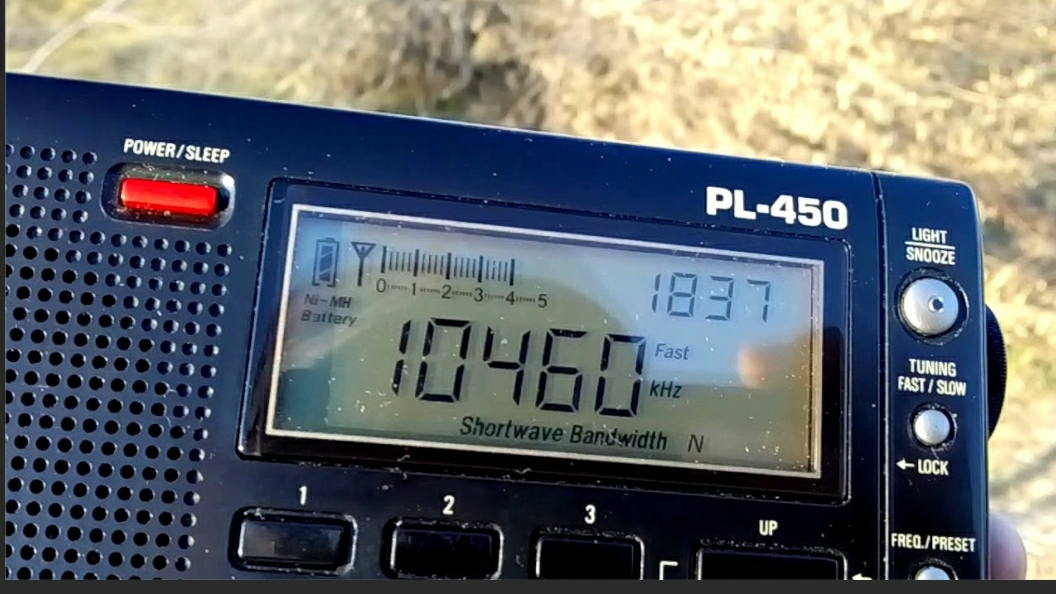 POWER/SLEEP
PL-450
LIGHT
SNOOZE
1837
0 1 2 3 4 5
Ni-MH
Battery
10460 Fast
kHz
Shortwave Bandwidth N
TUNING
FAST / SLOW
← LOCK
1 2 3 UP
FREQ./PRESET